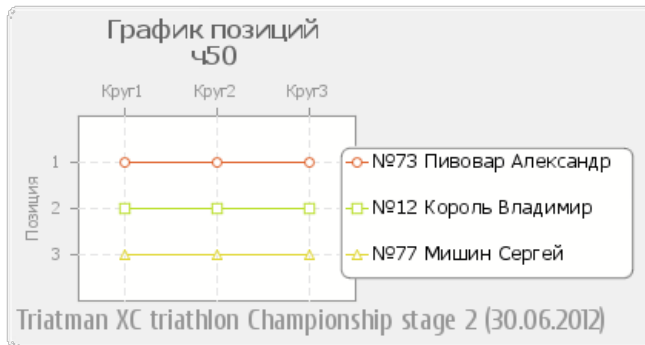 График позиций
ч50
Круг1 Круг2 Круг3
Позиция
1
2
3
№73 Пивовар Александр
№12 Король Владимир
№77 Мишин Сергей
Triatman XC triathlon Championship stage 2 (30.06.2012)